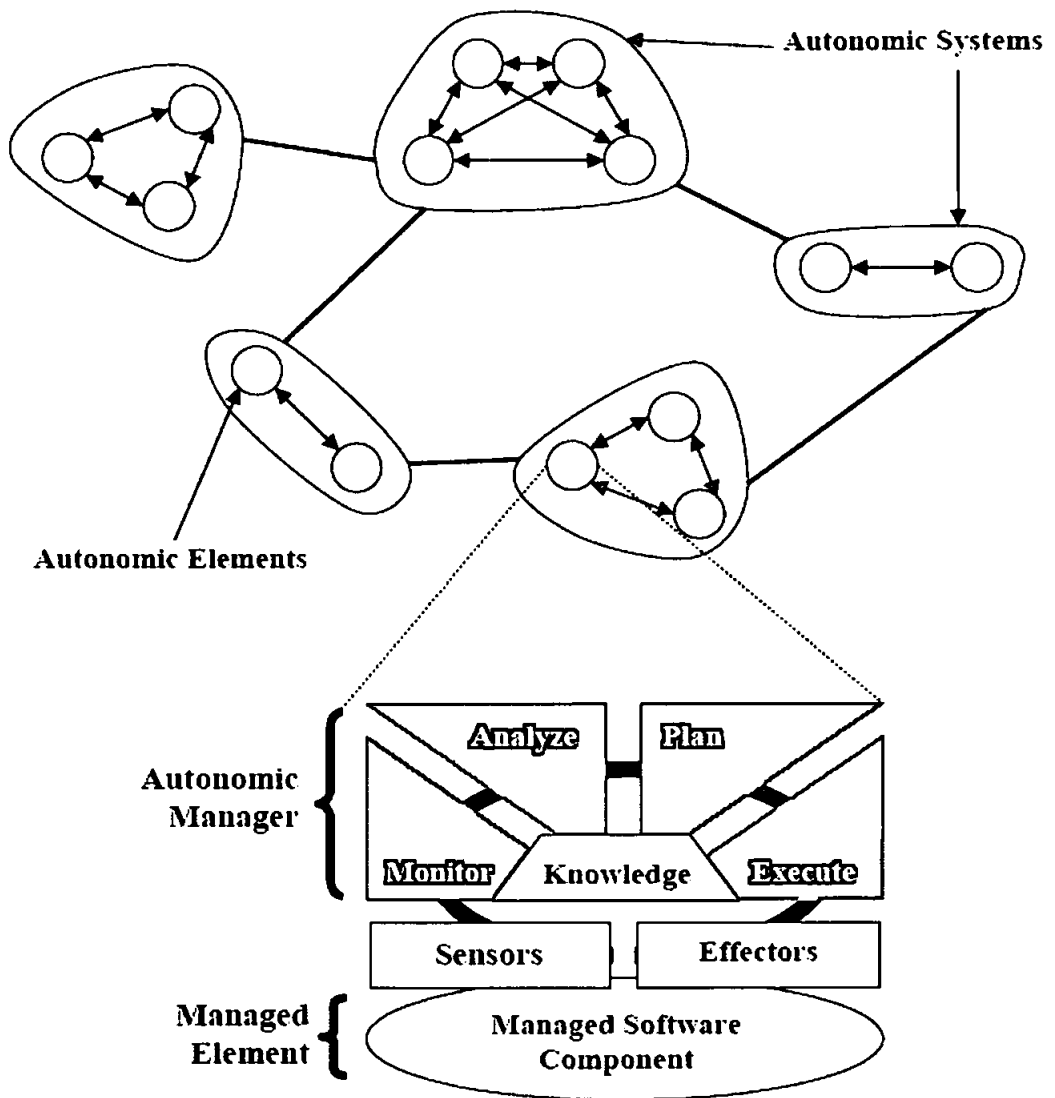 Autonomic Systems
Autonomic Elements
Analyze
Plan
Autonomic
Manager
Monitor
Knowledge
Execute
Sensors
Effectors
Managed
Element
Managed Software
Component